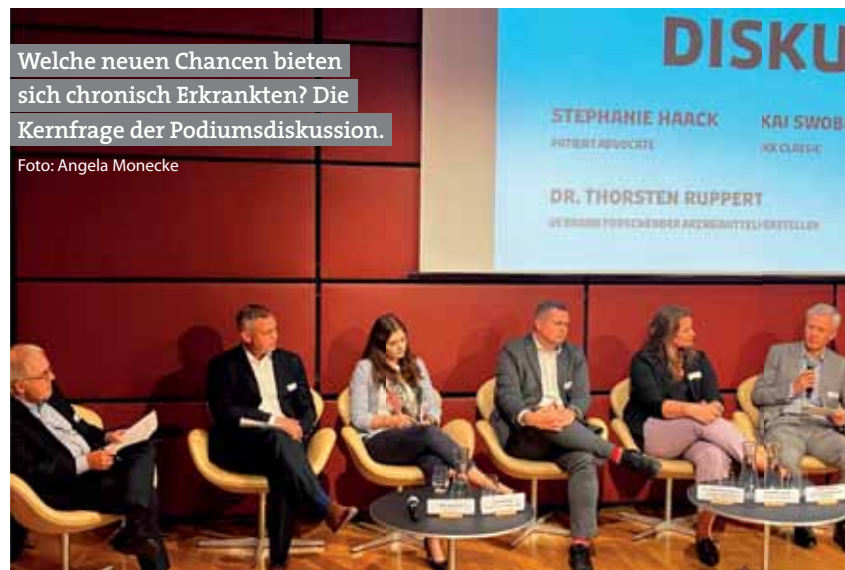 Welche neuen Chancen bieten
sich chronisch Erkrankten? Die
Kernfrage der Podiumsdiskussion.
Foto: Angela Monecke
DISKU
STEPHANIE HAACK KAI SWOB
PATIENT ADVOCATE IKK CLASSIC
DR. THORSTEN RUPPERT
VERBAND FORSCHENDER ARZNEIMITTELHERSTELLER